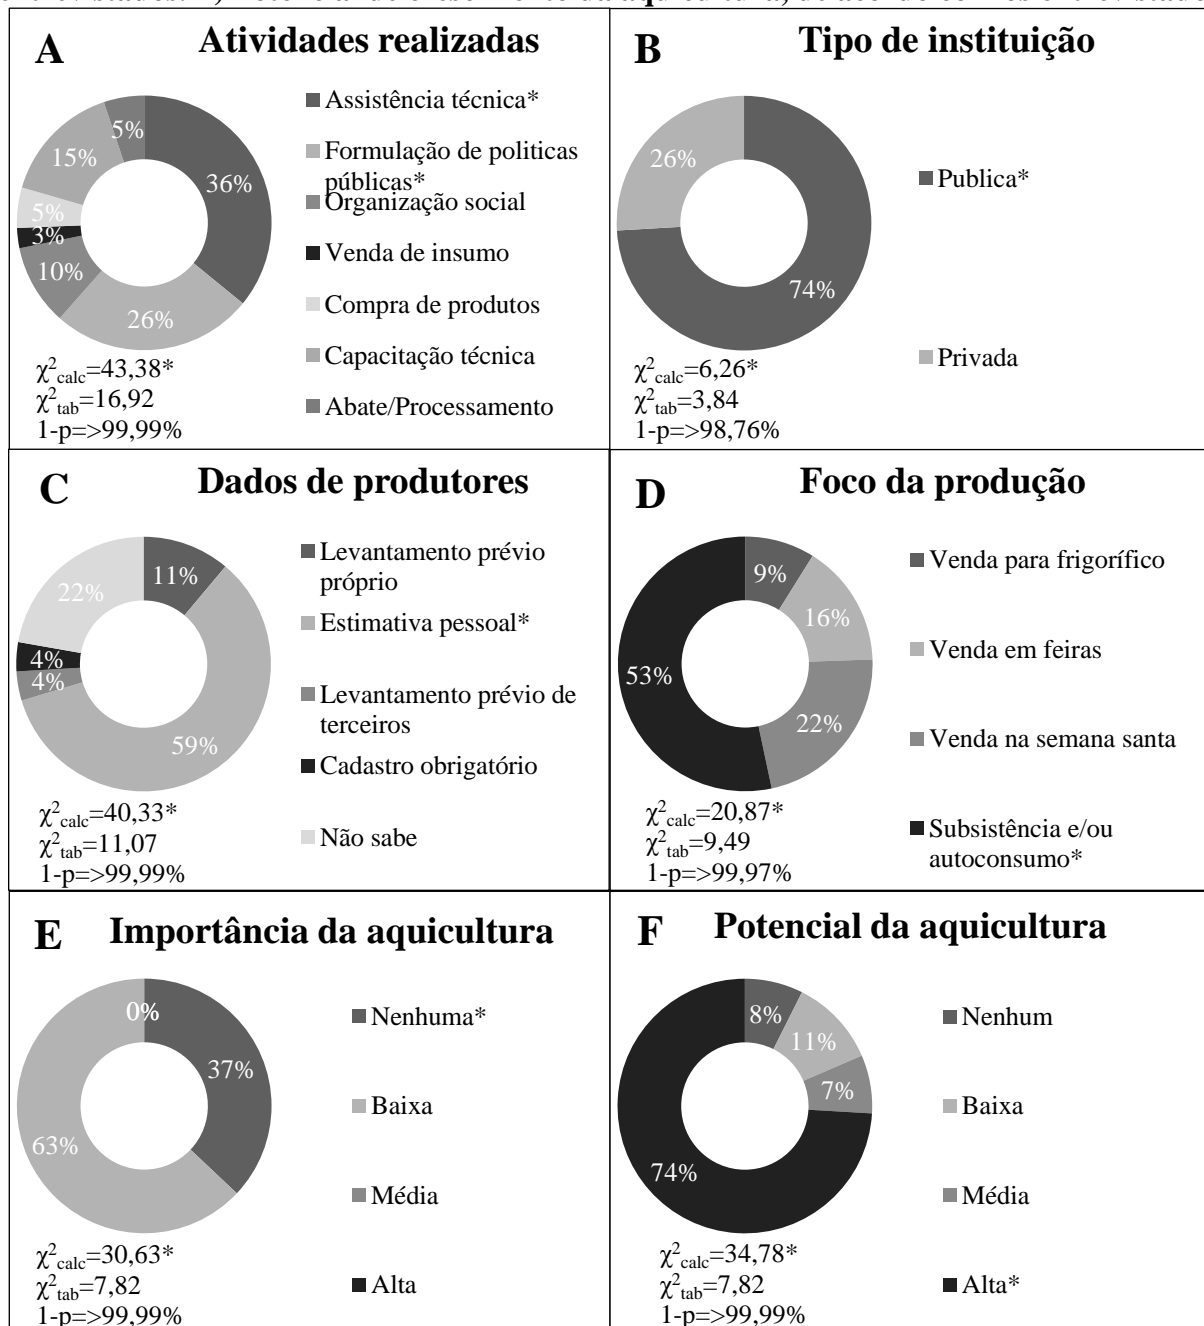 da aquicultura, de acordo com os
A Atividades realizadas
5%
15%
36%
5%
3%
10%
26%
Assistência técnica*
Formulação de politicas
públicas*
Organização social
Venda de insumo
Compra de produtos
Capacitação técnica
Abate/Processamento
χ²calc=43,38*
χ²tab=16,92
1-p=>99,99%
B Tipo de instituição
26%
74%
Publica*
Privada
χ²calc=6,26*
χ²tab=3,84
1-p=>98,76%
C Dados de produtores
11%
22%
4%
4%
59%
Levantamento prévio
próprio
Estimativa pessoal*
Levantamento prévio de
terceiros
Cadastro obrigatório
Não sabe
χ²calc=40,33*
χ²tab=11,07
1-p=>99,99%
D Foco da produção
9%
16%
53%
22%
Venda para frigorífico
Venda em feiras
Venda na semana santa
Subsistência e/ou
autoconsumo*
χ²calc=20,87*
χ²tab=9,49
1-p=>99,97%
E Importância da aquicultura
0%
37%
63%
Nenhuma*
Baixa
Média
Alta
χ²calc=30,63*
χ²tab=7,82
1-p=>99,99%
F Potencial da aquicultura
8%
11%
7%
74%
Nenhum
Baixa
Média
Alta*
χ²calc=34,78*
χ²tab=7,82
1-p=>99,99%